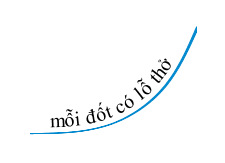 mỗi đốt có lỗ thở